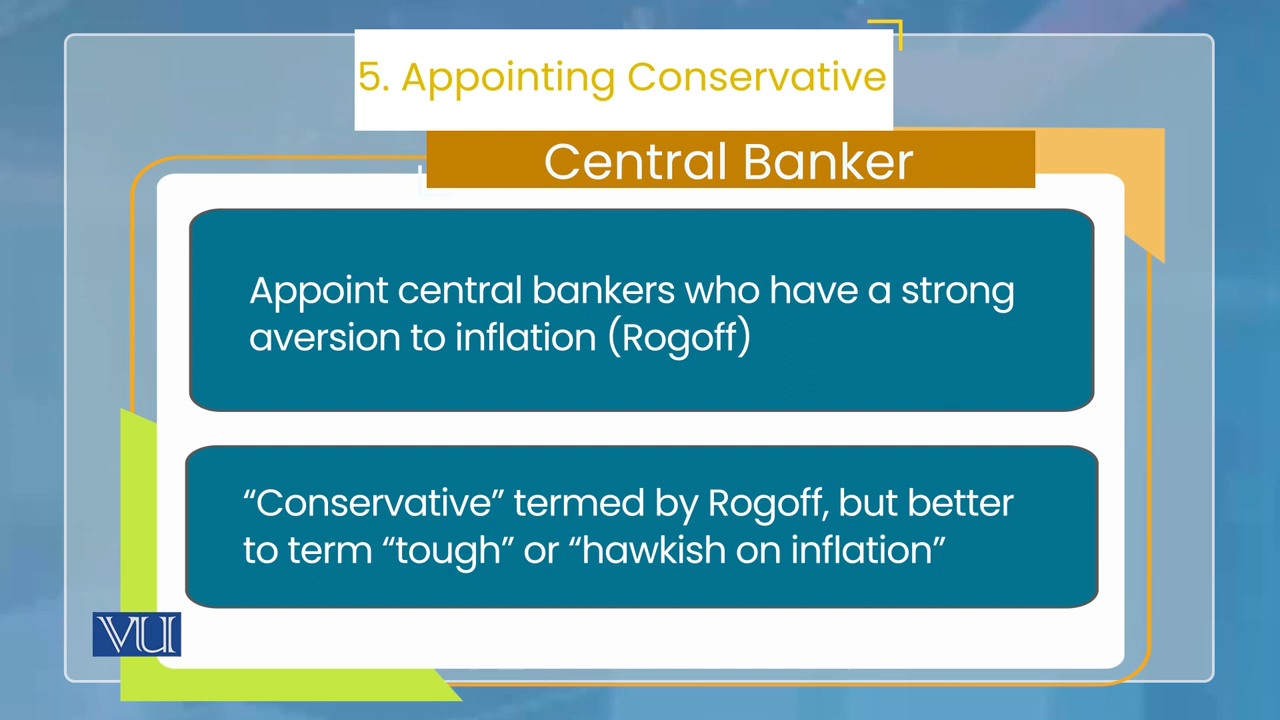 5. Appointing Conservative
Central Banker
Appoint central bankers who have a strong
aversion to inflation (Rogoff)
“Conservative” termed by Rogoff, but better
to term “tough” or “hawkish on inflation”
VU